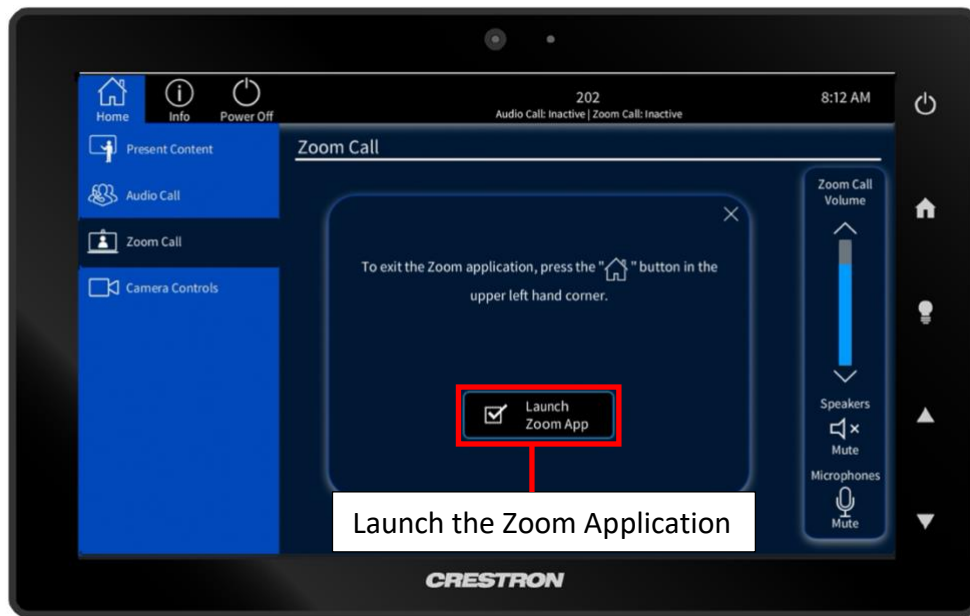 Home
Info
Power Off
202
Audio Call: Inactive | Zoom Call: Inactive
8:12 AM
Present Content
Audio Call
Zoom Call
Camera Controls
Zoom Call
To exit the Zoom application, press the " " button in the
upper left hand corner.
Launch
Zoom App
Zoom Call
Volume
Speakers
Mute
Microphones
Mute
Launch the Zoom Application
CRESTRON